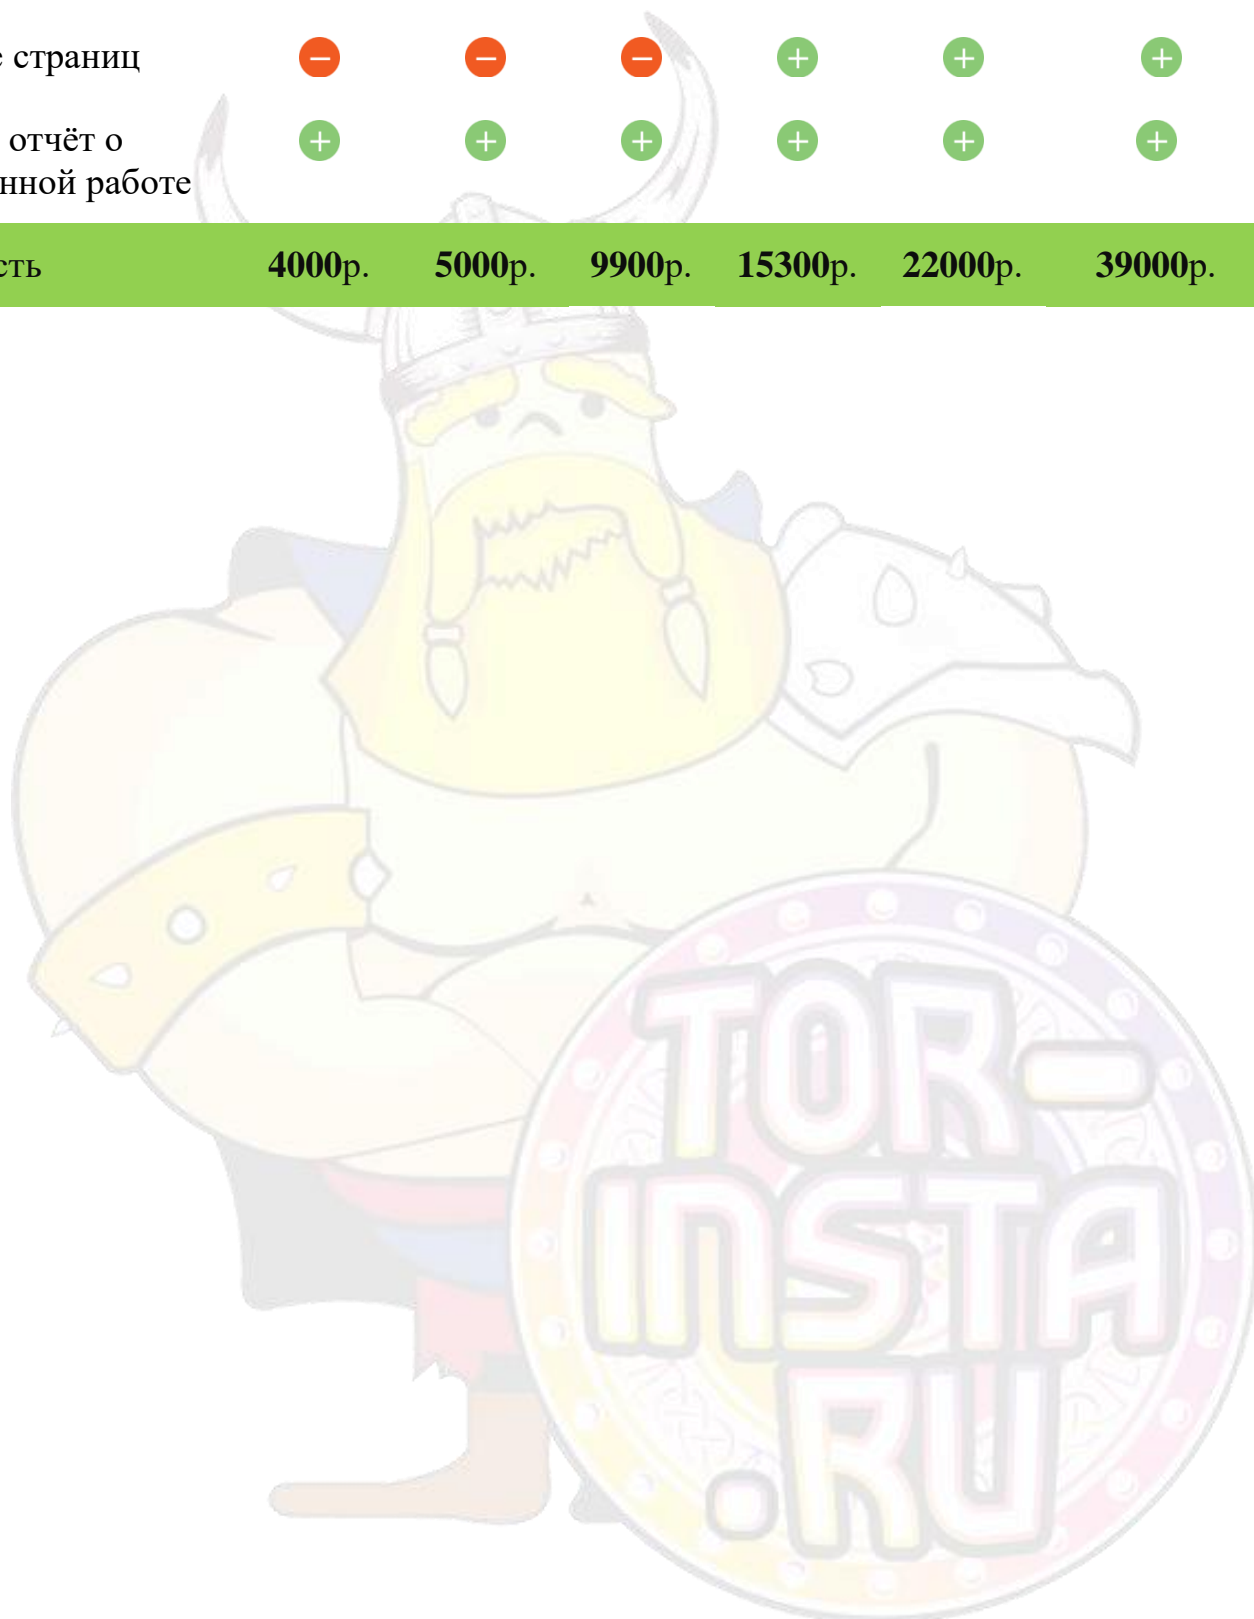 е страниц
отчёт о
нной работе
сть 4000р. 5000р. 9900р. 15300р. 22000р. 39000р.
TOR-
INSTA
.RU